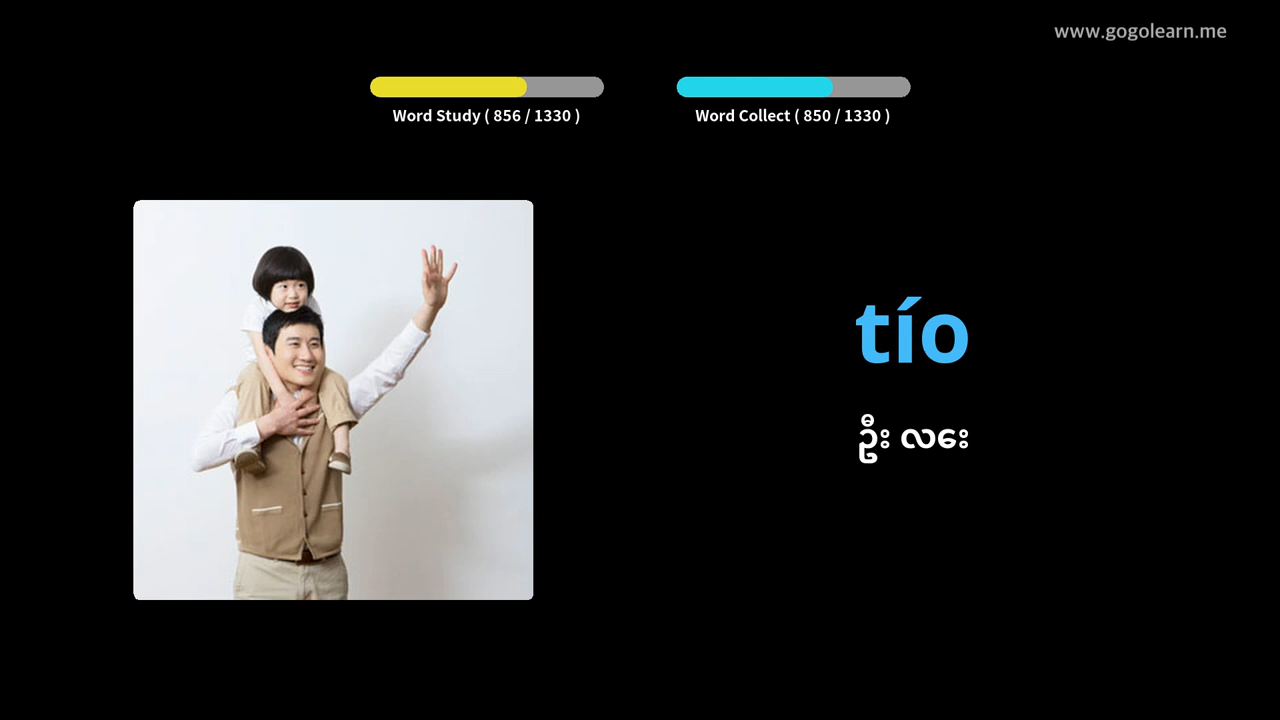 www.gogolearn.me
Word Study ( 856 / 1330 )
Word Collect ( 850 / 1330 )
tío
ဦး လေး